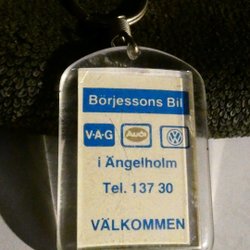 Börjessons Bil
V·A·G Audi VW
i Ängelholm
Tel. 137 30
VÄLKOMMEN